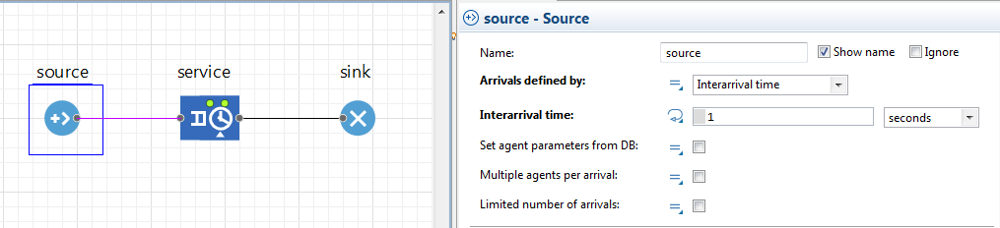 source
service
sink
source - Source
Name:
source
Show name
Ignore
Arrivals defined by:
Interarrival time
Interarrival time:
1
seconds
Set agent parameters from DB:
Multiple agents per arrival:
Limited number of arrivals: